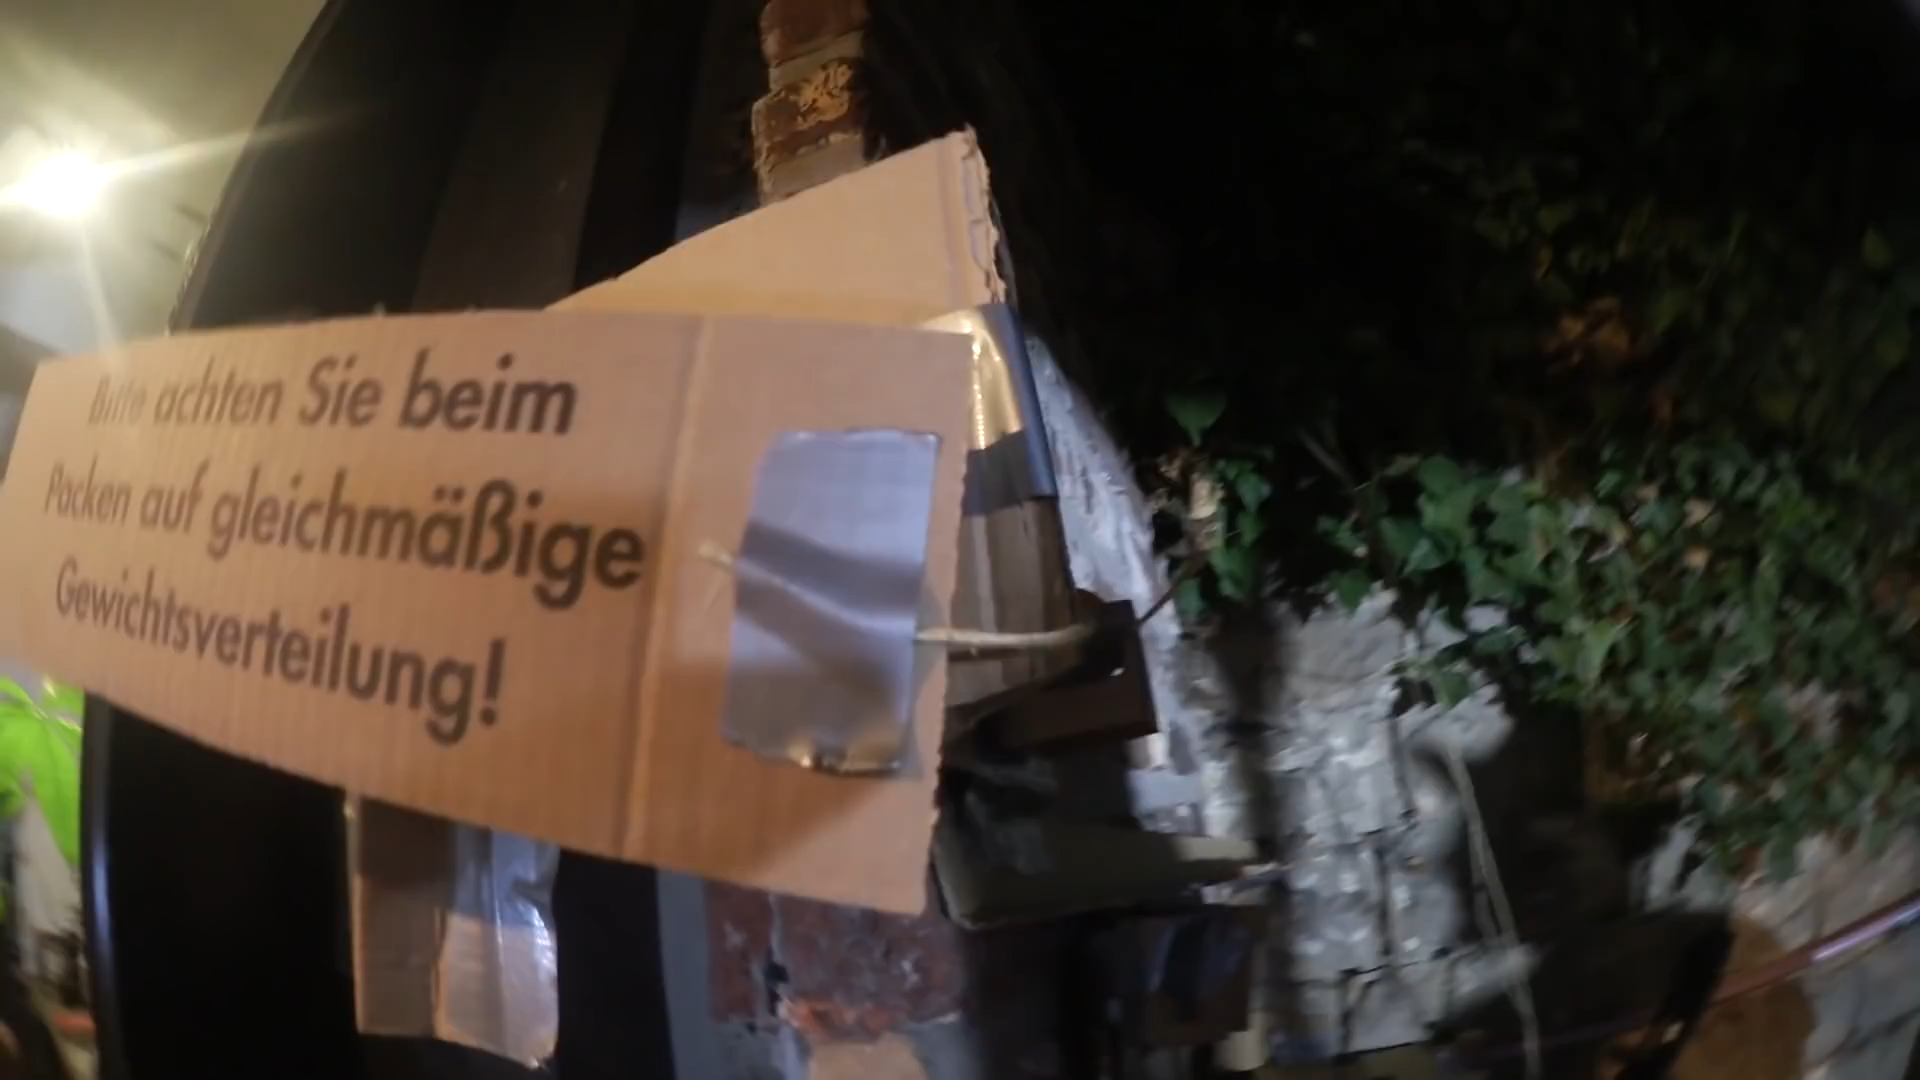 Bitte achten Sie beim
Packen auf gleichmäßige
Gewichtsverteilung!